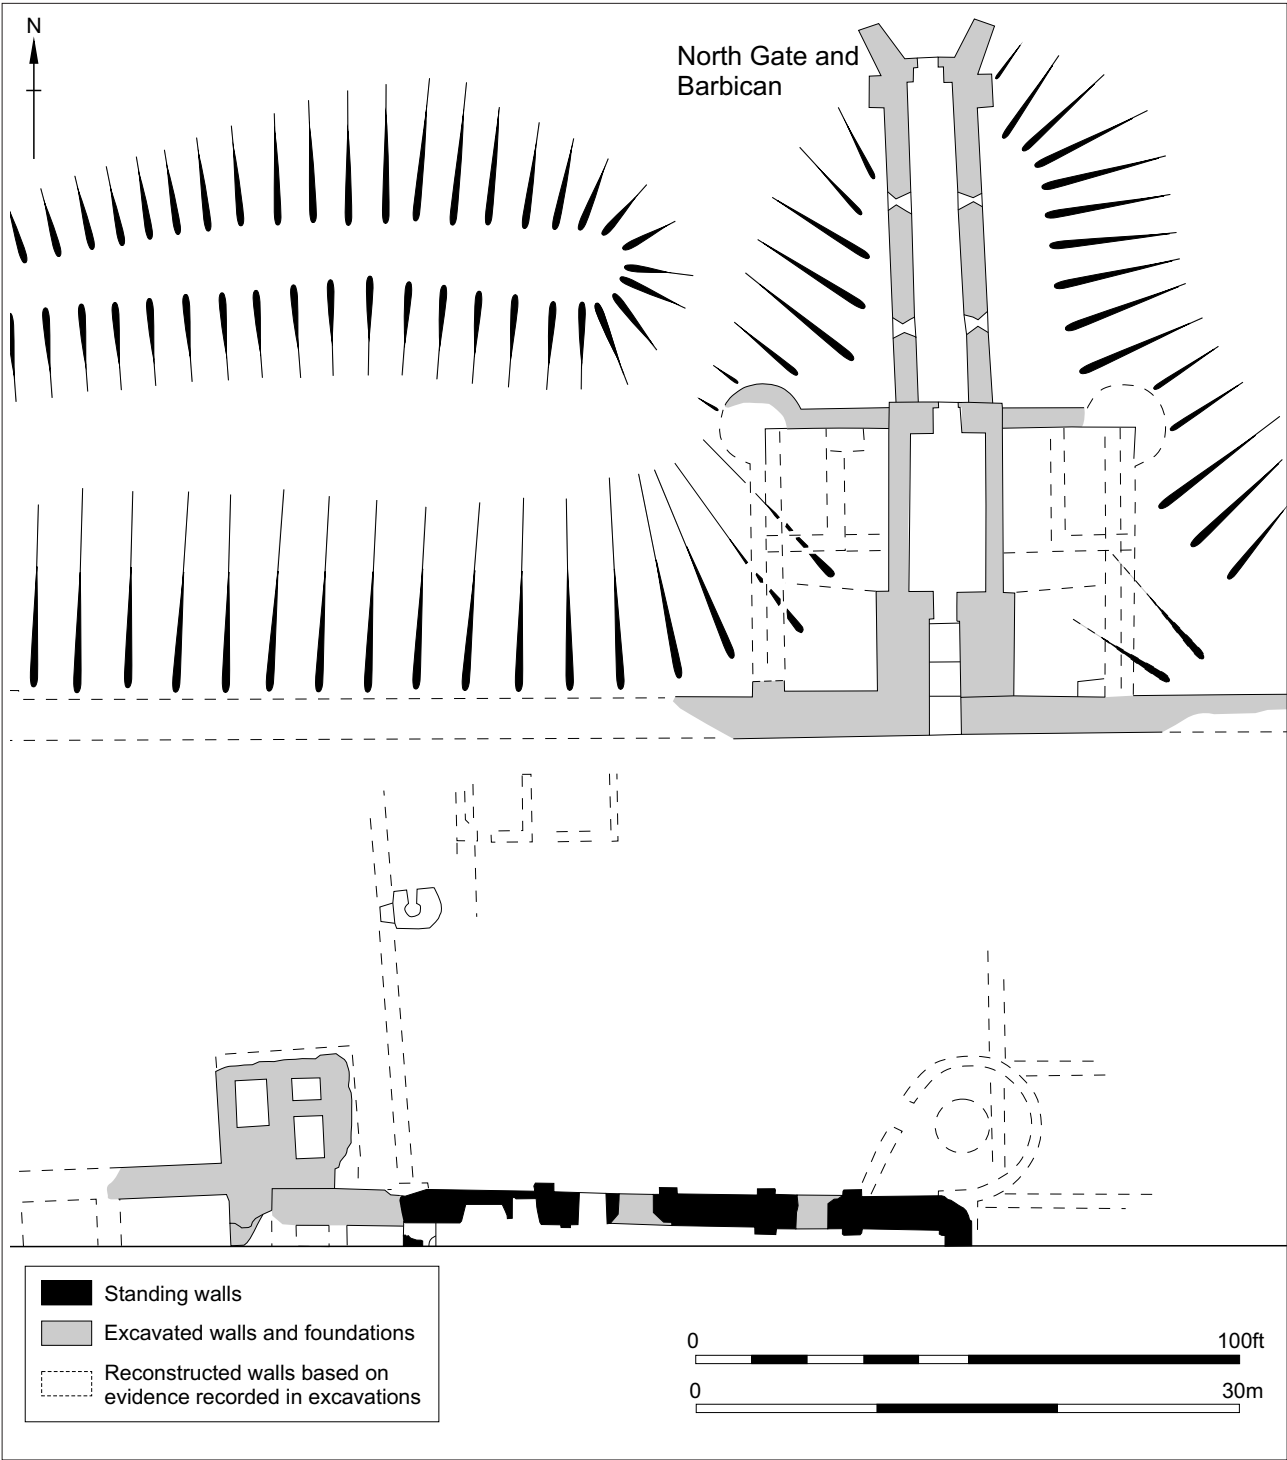 N
North Gate and
Barbican
Standing walls
Excavated walls and foundations
Reconstructed walls based on
evidence recorded in excavations
0 100ft
0 30m